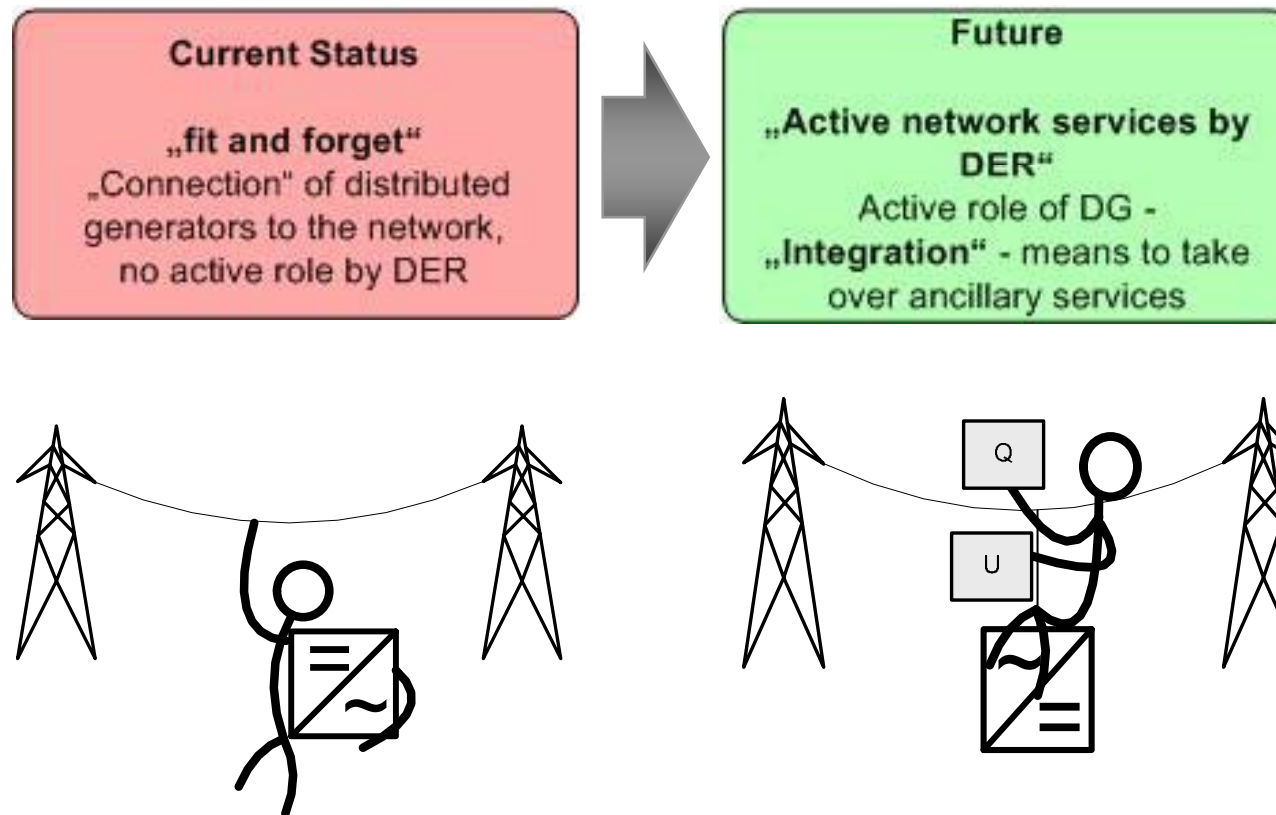 Current Status
„fit and forget“
„Connection“ of distributed
generators to the network,
no active role by DER
Future
„Active network services by
DER“
Active role of DG -
„Integration“ - means to take
over ancillary services
Q
U
=
~
~
=